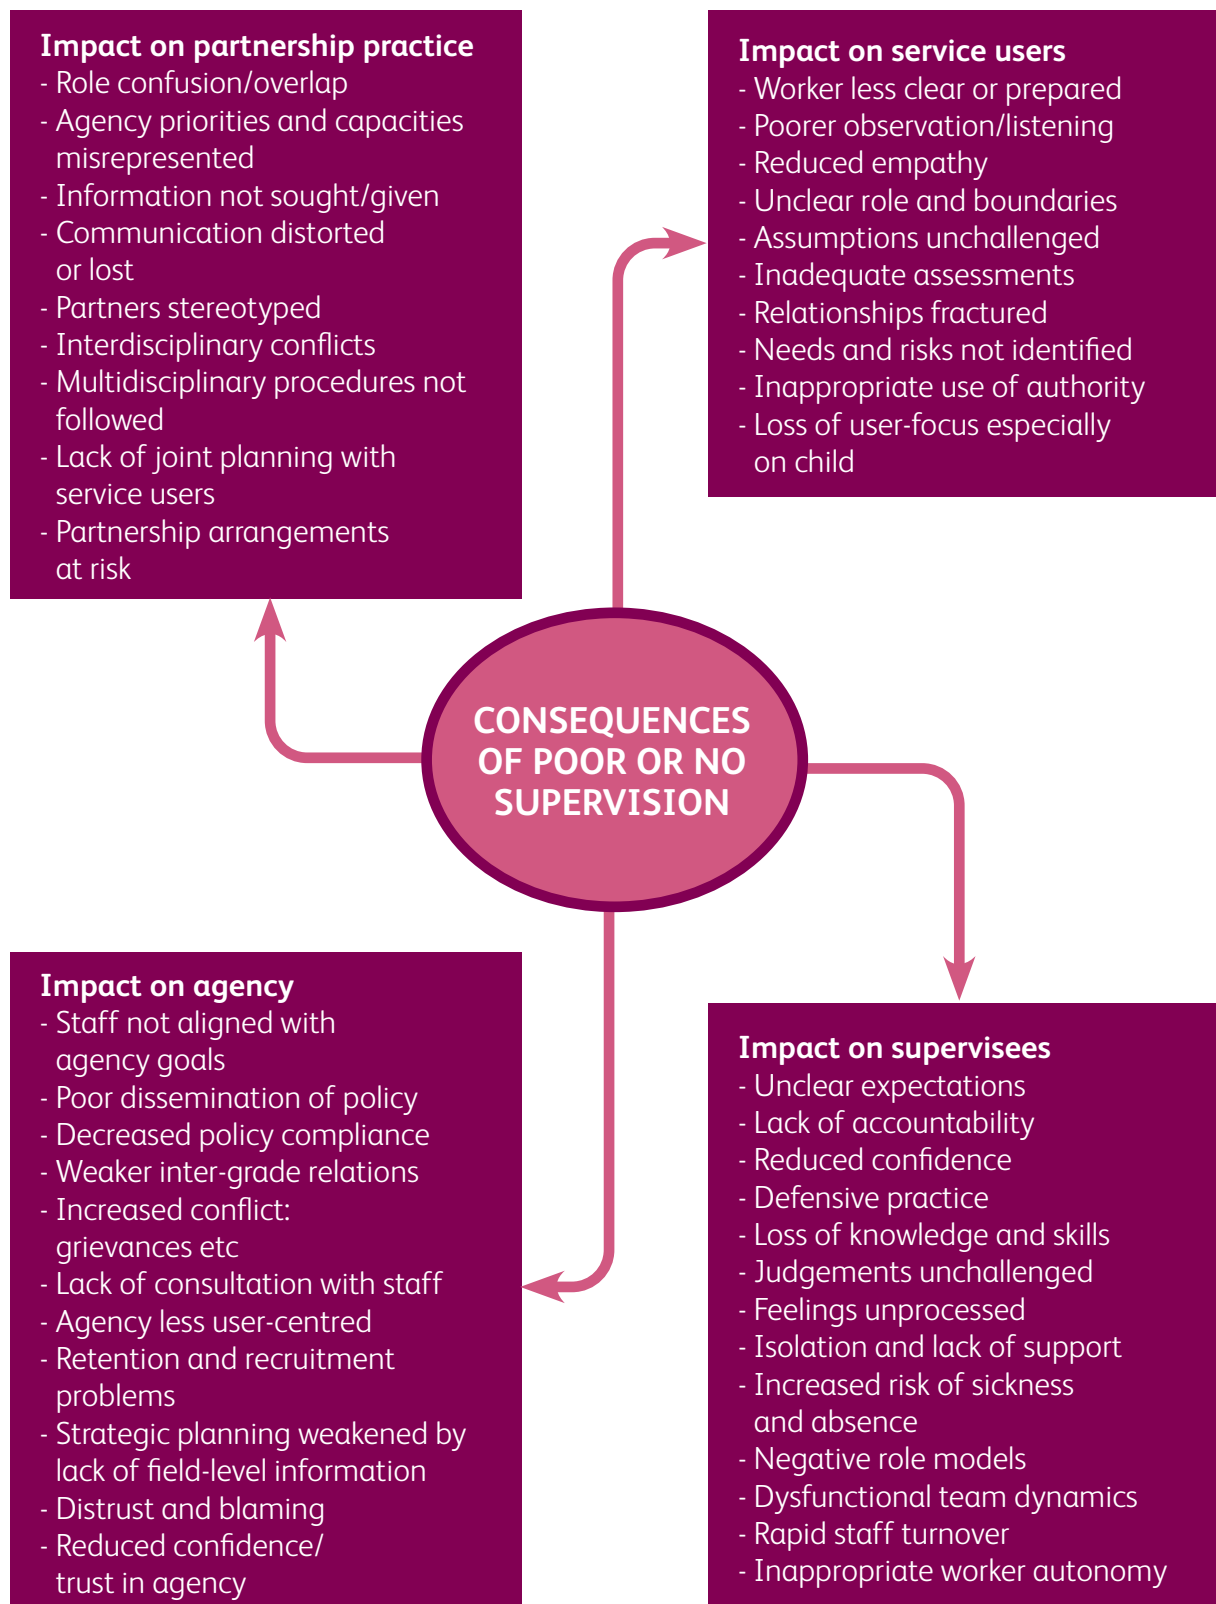 Impact on partnership practice
- Role confusion/overlap
- Agency priorities and capacities
misrepresented
- Information not sought/given
- Communication distorted
or lost
- Partners stereotyped
- Interdisciplinary conflicts
- Multidisciplinary procedures not
followed
- Lack of joint planning with
service users
- Partnership arrangements
at risk
Impact on service users
- Worker less clear or prepared
- Poorer observation/listening
- Reduced empathy
- Unclear role and boundaries
- Assumptions unchallenged
- Inadequate assessments
- Relationships fractured
- Needs and risks not identified
- Inappropriate use of authority
- Loss of user-focus especially
on child
CONSEQUENCES
OF POOR OR NO
SUPERVISION
Impact on agency
- Staff not aligned with
agency goals
- Poor dissemination of policy
- Decreased policy compliance
- Weaker inter-grade relations
- Increased conflict:
grievances etc
- Lack of consultation with staff
- Agency less user-centred
- Retention and recruitment
problems
- Strategic planning weakened by
lack of field-level information
- Distrust and blaming
- Reduced confidence/
trust in agency
Impact on supervisees
- Unclear expectations
- Lack of accountability
- Reduced confidence
- Defensive practice
- Loss of knowledge and skills
- Judgements unchallenged
- Feelings unprocessed
- Isolation and lack of support
- Increased risk of sickness
and absence
- Negative role models
- Dysfunctional team dynamics
- Rapid staff turnover
- Inappropriate worker autonomy